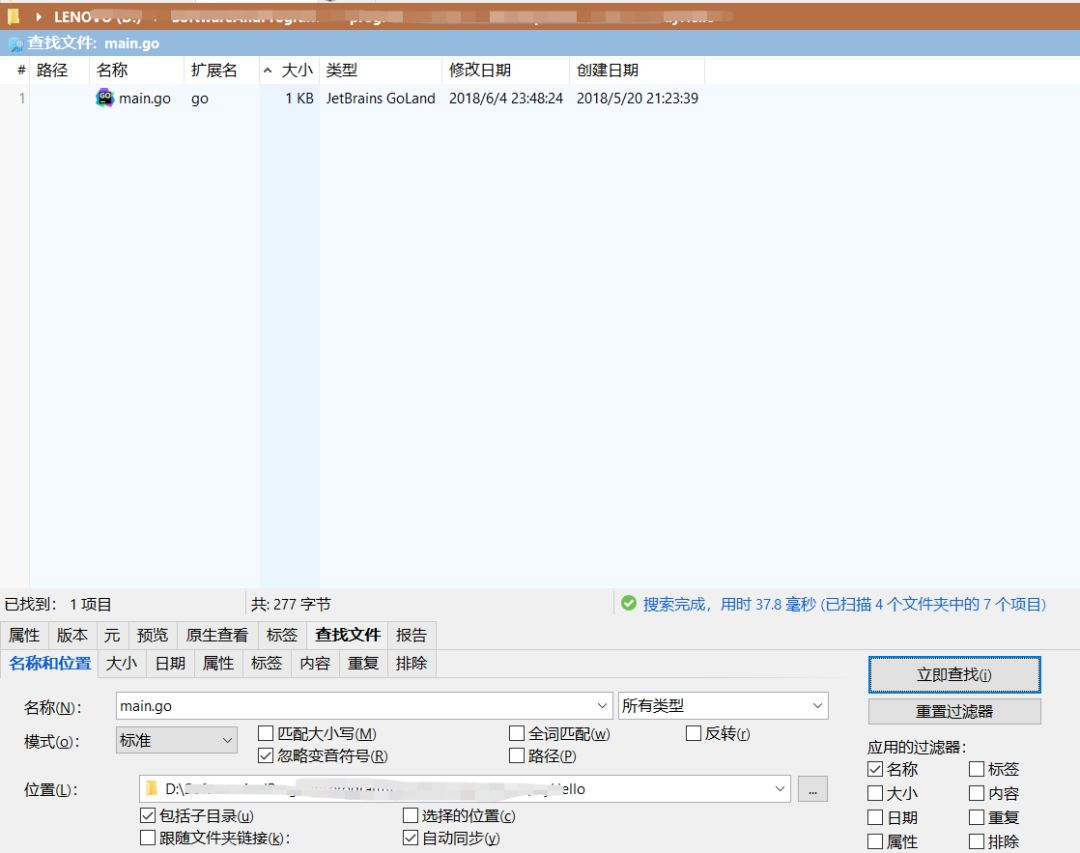 LENOVO (D:)
查找文件: main.go
# 路径 名称 扩展名 大小 类型 修改日期 创建日期
1 main.go go 1 KB JetBrains GoLand 2018/6/4 23:48:24 2018/5/20 21:23:39
已找到: 1 项目 共: 277 字节 搜索完成，用时 37.8 毫秒 (已扫描 4 个文件夹中的 7 个项目)
属性 版本 元 预览 原生查看 标签 查找文件 报告
名称和位置 大小 日期 属性 标签 内容 重复 排除
立即查找(i)
名称(N): main.go 所有类型
重置过滤器
模式(o): 标准 匹配大小写(M) 全词匹配(w) 反转(r)
忽略变音符号(R) 路径(P)
应用的过滤器:
名称 标签
位置(L): D:\ Hello ...
大小 内容
包括子目录(u) 选择的位置(c)
日期 重复
跟随文件夹链接(k): 自动同步(y)
属性 排除